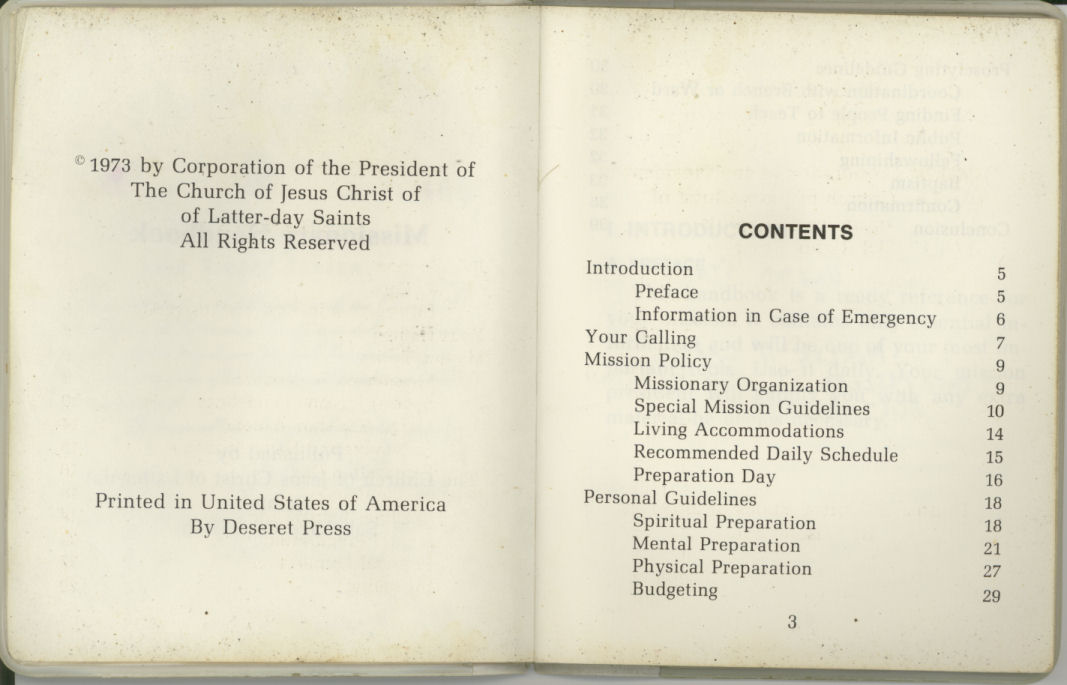 © 1973 by Corporation of the President of
The Church of Jesus Christ of
of Latter-day Saints
All Rights Reserved
Printed in United States of America
By Deseret Press
CONTENTS
Introduction 5
Preface 5
Information in Case of Emergency 6
Your Calling 7
Mission Policy 9
Missionary Organization 9
Special Mission Guidelines 10
Living Accommodations 14
Recommended Daily Schedule 15
Preparation Day 16
Personal Guidelines 18
Spiritual Preparation 18
Mental Preparation 21
Physical Preparation 27
Budgeting 29
3